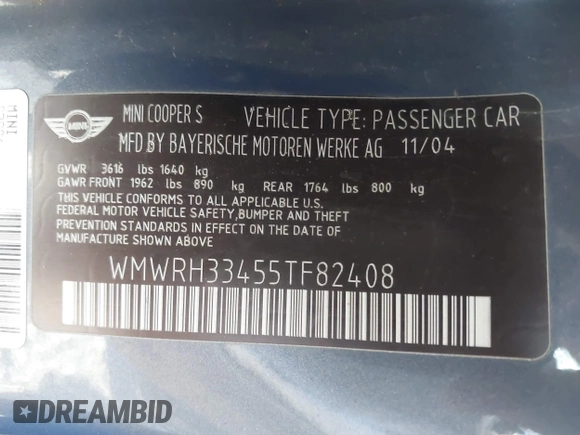 MINI
MINI COOPER S VEHICLE TYPE: PASSENGER CAR
MFD BY BAYERISCHE MOTOREN WERKE AG 11/04
GVWR 3616 lbs 1640 kg
GAWR FRONT 1962 lbs 890 kg REAR 1764 lbs 800 kg
THIS VEHICLE CONFORMS TO ALL APPLICABLE U.S.
FEDERAL MOTOR VEHICLE SAFETY,BUMPER AND THEFT
PREVENTION STANDARDS IN EFFECT ON THE DATE
OF MANUFACTURE SHOWN ABOVE.
WMWRH33455TF82408
MINI
DREAMBID